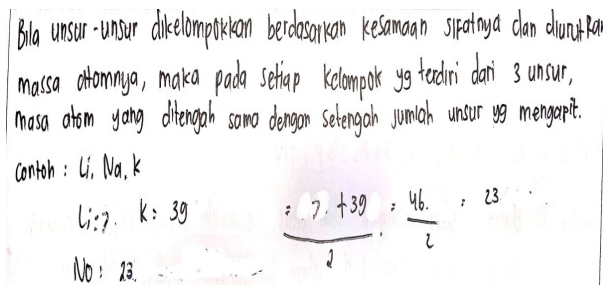 Bila unsur-unsur dikelompokkan berdasarkan kesamaan sifatnya dan diurutkan
massa atomnya, maka pada setiap kelompok yg terdiri dari 3 unsur,
masa atom yang ditengah sama dengan setengah jumlah unsur yg mengapit.
Contoh : Li, Na, K
Li: 7. K: 39 = 7 + 39 / 2 = 46. / 2 = 23
Na : 23.